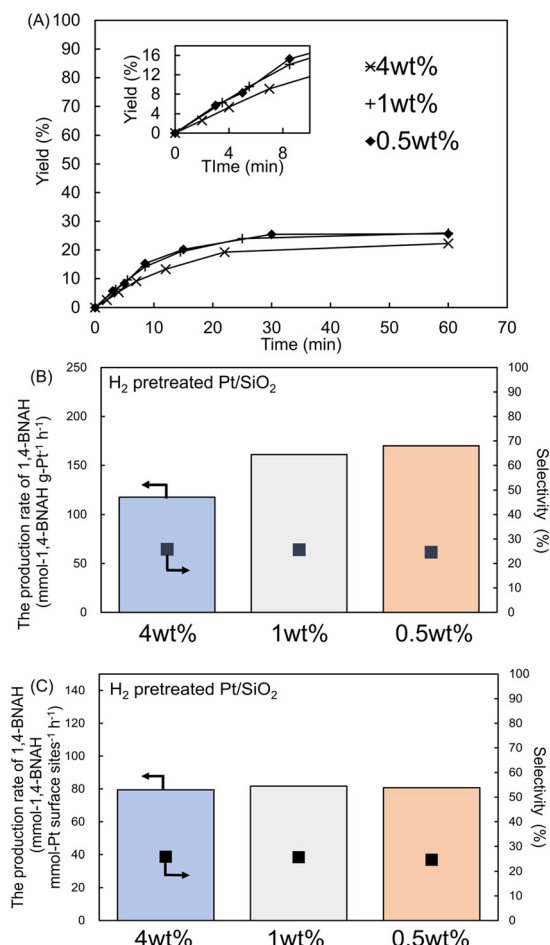 (A)
100
90
80
70
60
50
40
30
20
10
0
Yield (%)
0 10 20 30 40 50 60 70
Time (min)
16
12
8
4
0
Yield (%)
0 4 8
TIme (min)
4wt%
1wt%
0.5wt%
(B)
H₂ pretreated Pt/SiO₂
The production rate of 1,4-BNAH
(mmol-1,4-BNAH g-Pt⁻¹ h⁻¹)
250
200
150
100
50
0
100
90
80
70
60
50
40
30
20
10
0
Selectivity (%)
4wt% 1wt% 0.5wt%
(C)
H₂ pretreated Pt/SiO₂
The production rate of 1,4-BNAH
(mmol-1,4-BNAH
mmol-Pt surface sites⁻¹ h⁻¹)
140
120
100
80
60
40
20
0
100
90
80
70
60
50
40
30
20
10
0
Selectivity (%)
4wt% 1wt% 0.5wt%